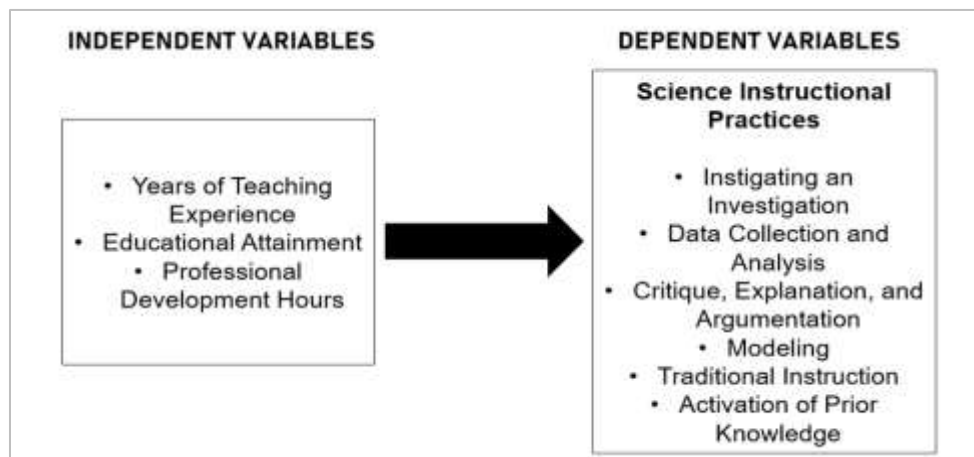 INDEPENDENT VARIABLES
• Years of Teaching
Experience
• Educational Attainment
• Professional
Development Hours
DEPENDENT VARIABLES
Science Instructional
Practices
• Instigating an
Investigation
• Data Collection and
Analysis
• Critique, Explanation, and
Argumentation
• Modeling
• Traditional Instruction
• Activation of Prior
Knowledge